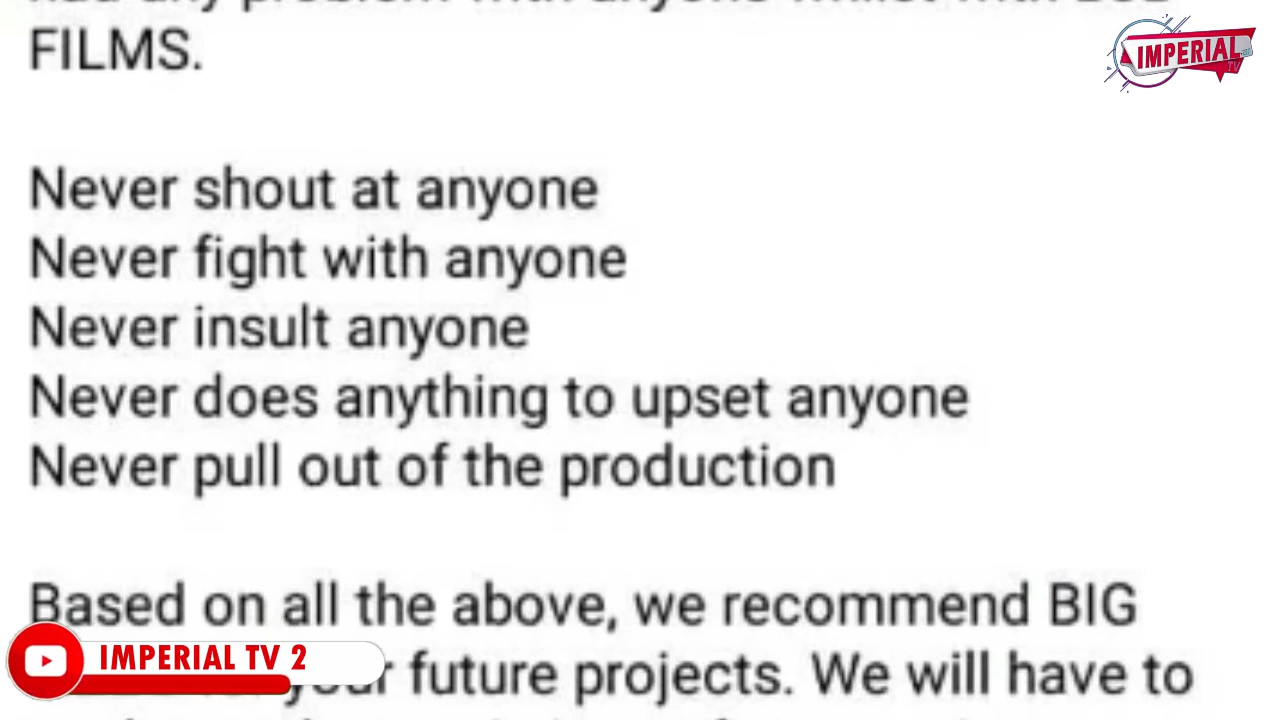 FILMS.
IMPERIAL
TV
Never shout at anyone
Never fight with anyone
Never insult anyone
Never does anything to upset anyone
Never pull out of the production
Based on all the above, we recommend BIG
future projects. We will have to
IMPERIAL TV 2